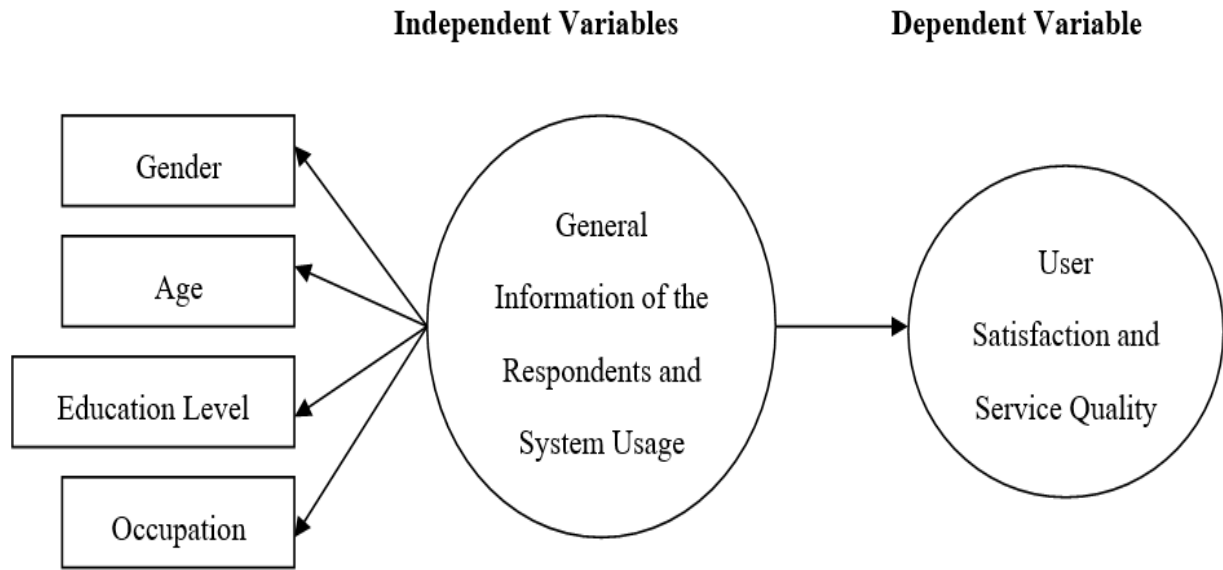 Independent Variables
Dependent Variable
Gender
Age
Education Level
Occupation
General
Information of the
Respondents and
System Usage
User
Satisfaction and
Service Quality